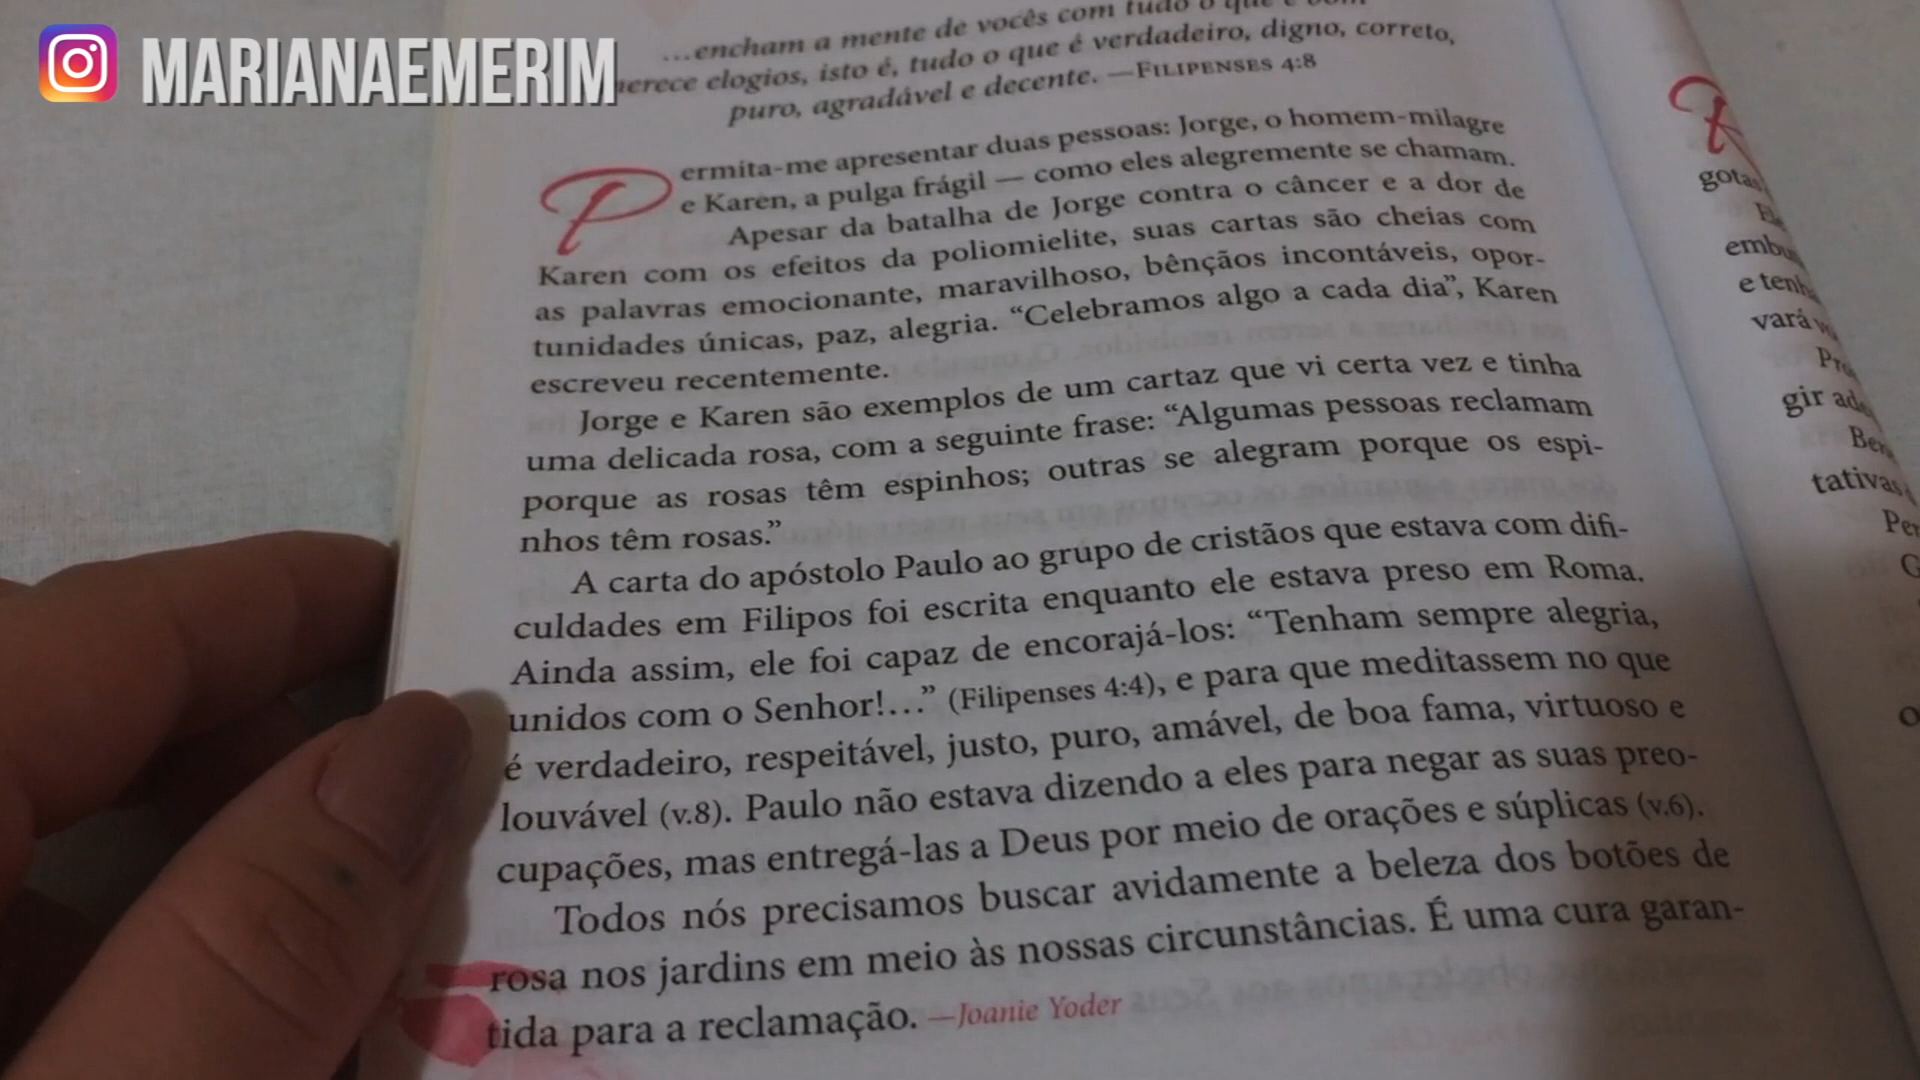 MARIANAEMERIM
...encham a mente de vocês com tudo o que é bom
merece elogios, isto é, tudo o que é verdadeiro, digno, correto,
puro, agradável e decente. —FILIPENSES 4:8
Permita-me apresentar duas pessoas: Jorge, o homem-milagre
e Karen, a pulga frágil — como eles alegremente se chamam.
Apesar da batalha de Jorge contra o câncer e a dor de
Karen com os efeitos da poliomielite, suas cartas são cheias com
as palavras emocionante, maravilhoso, bênçãos incontáveis, opor-
tunidades únicas, paz, alegria. “Celebramos algo a cada dia”, Karen
escreveu recentemente.
Jorge e Karen são exemplos de um cartaz que vi certa vez e tinha
uma delicada rosa, com a seguinte frase: “Algumas pessoas reclamam
porque as rosas têm espinhos; outras se alegram porque os espi-
nhos têm rosas.”
A carta do apóstolo Paulo ao grupo de cristãos que estava com difi-
culdades em Filipos foi escrita enquanto ele estava preso em Roma.
Ainda assim, ele foi capaz de encorajá-los: “Tenham sempre alegria,
unidos com o Senhor!...” (Filipenses 4:4), e para que meditassem no que
é verdadeiro, respeitável, justo, puro, amável, de boa fama, virtuoso e
louvável (v.8). Paulo não estava dizendo a eles para negar as suas preo-
cupações, mas entregá-las a Deus por meio de orações e súplicas (v.6).
Todos nós precisamos buscar avidamente a beleza dos botões de
rosa nos jardins em meio às nossas circunstâncias. É uma cura garan-
tida para a reclamação. —Joanie Yoder
R
gotas
embu
e tenh
vará v
Pro
gir ade
Ben
tativas
Per
G
o